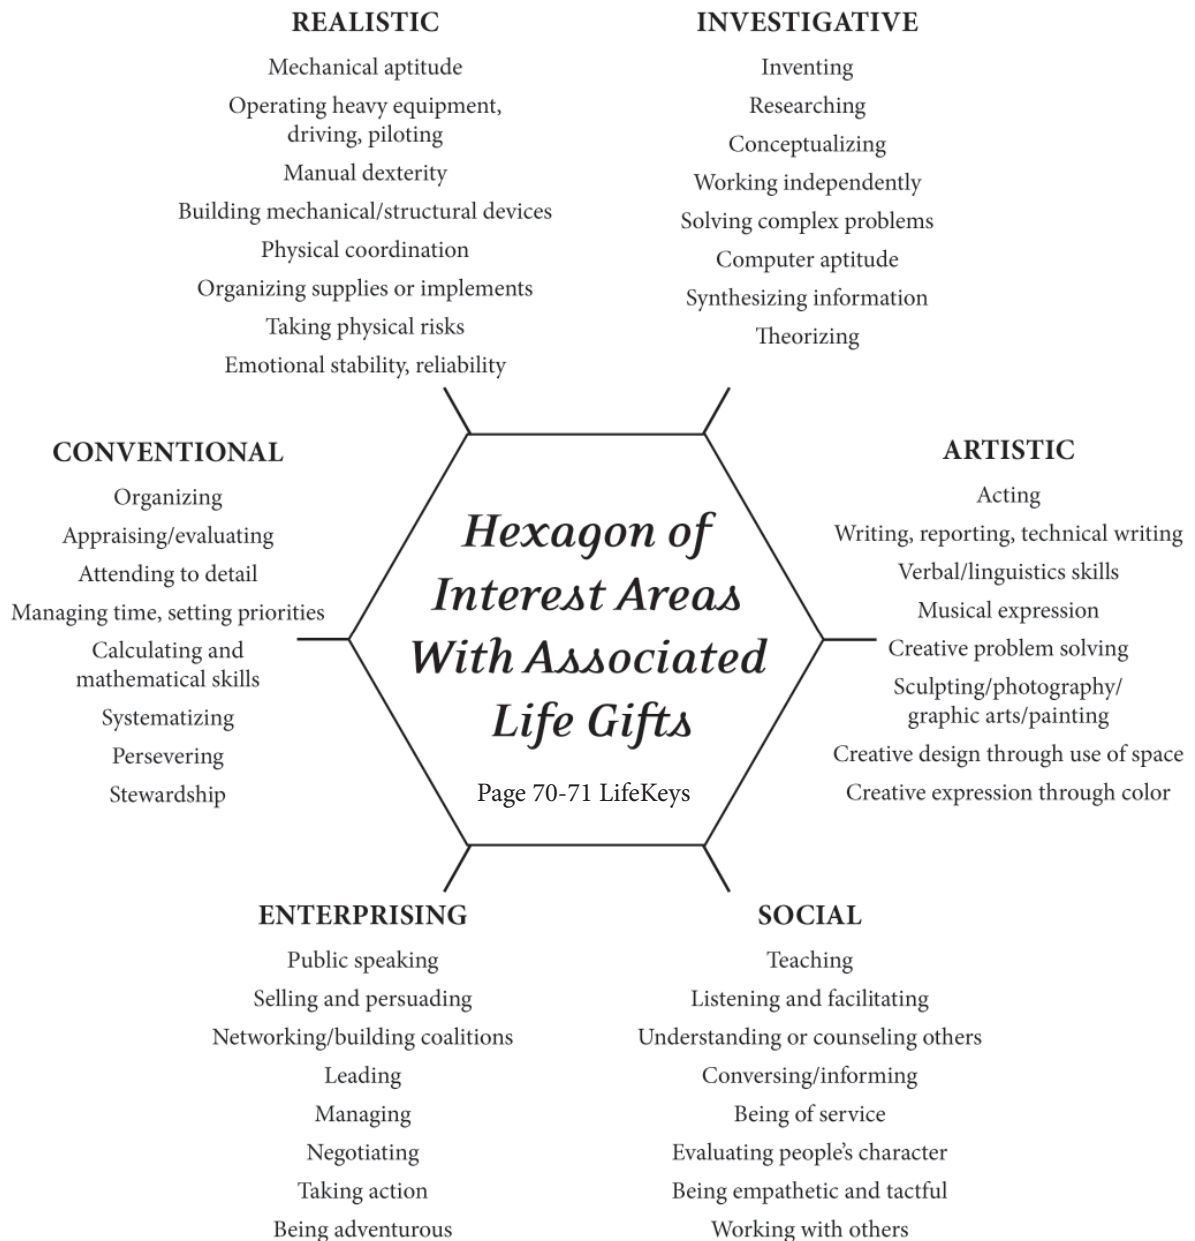 REALISTIC
Mechanical aptitude
Operating heavy equipment,
driving, piloting
Manual dexterity
Building mechanical/structural devices
Physical coordination
Organizing supplies or implements
Taking physical risks
Emotional stability, reliability
INVESTIGATIVE
Inventing
Researching
Conceptualizing
Working independently
Solving complex problems
Computer aptitude
Synthesizing information
Theorizing
CONVENTIONAL
Organizing
Appraising/evaluating
Attending to detail
Managing time, setting priorities
Calculating and
mathematical skills
Systematizing
Persevering
Stewardship
Hexagon of
Interest Areas
With Associated
Life Gifts
Page 70-71 LifeKeys
ARTISTIC
Acting
Writing, reporting, technical writing
Verbal/linguistics skills
Musical expression
Creative problem solving
Sculpting/photography/
graphic arts/painting
Creative design through use of space
Creative expression through color
ENTERPRISING
Public speaking
Selling and persuading
Networking/building coalitions
Leading
Managing
Negotiating
Taking action
Being adventurous
SOCIAL
Teaching
Listening and facilitating
Understanding or counseling others
Conversing/informing
Being of service
Evaluating people’s character
Being empathetic and tactful
Working with others